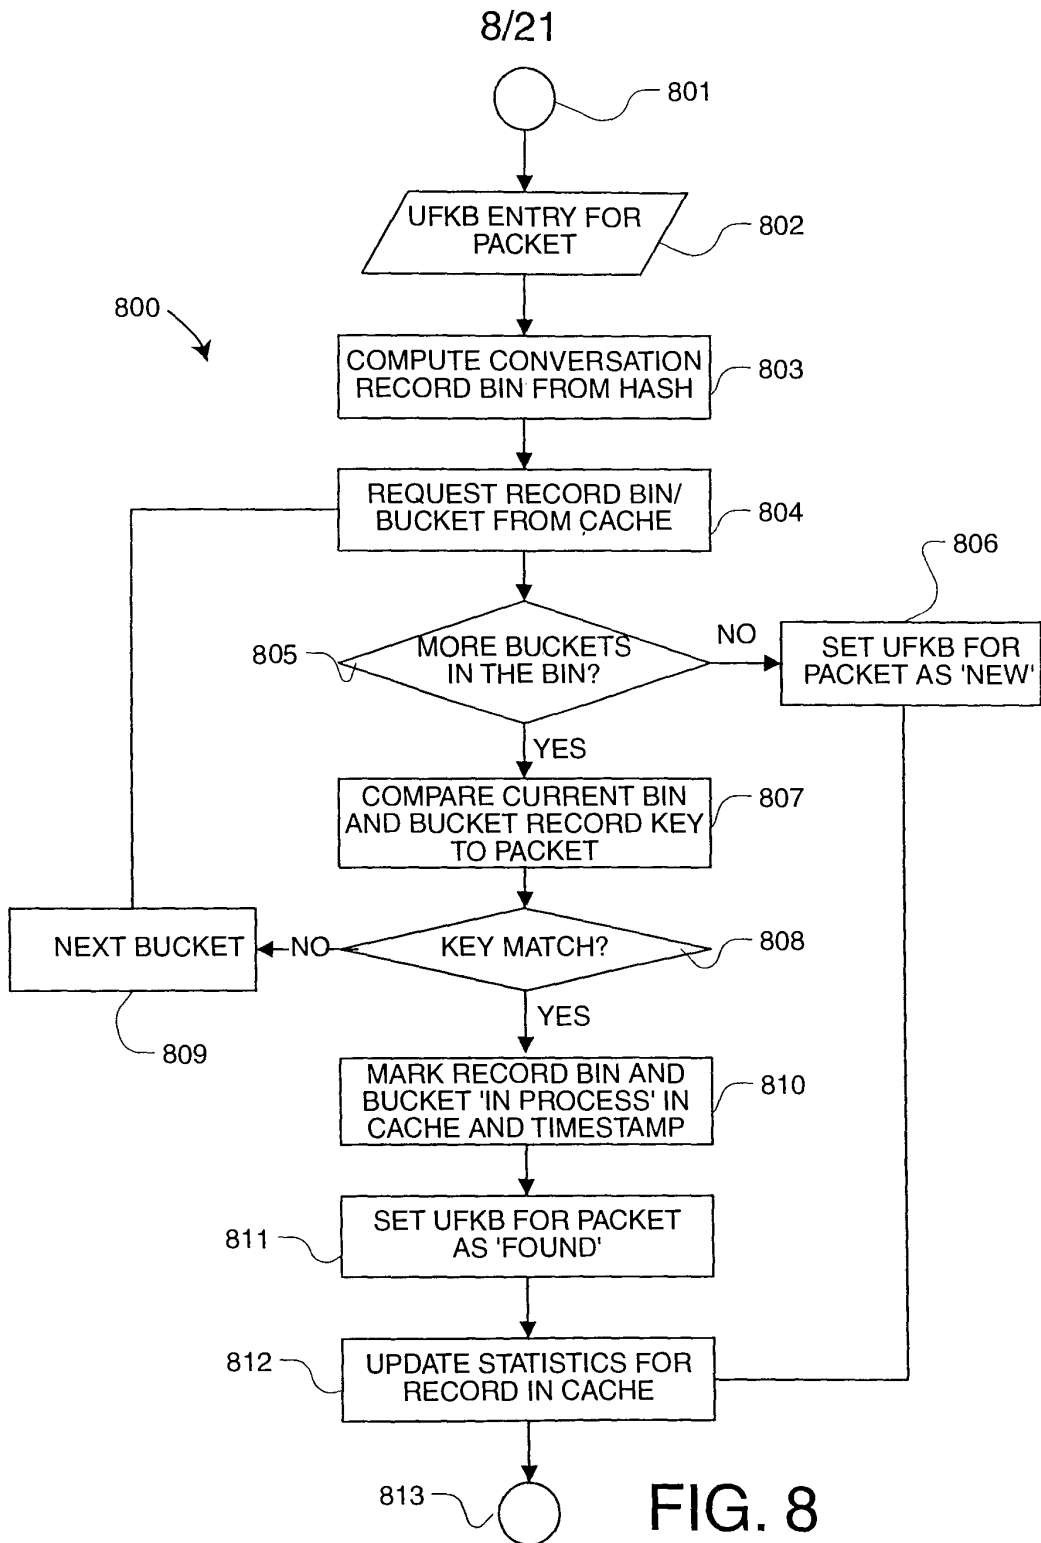 8/21
801
UFKB ENTRY FOR
PACKET
802
800
COMPUTE CONVERSATION
RECORD BIN FROM HASH
803
REQUEST RECORD BIN/
BUCKET FROM CACHE
804
806
805
MORE BUCKETS
IN THE BIN?
NO
SET UFKB FOR
PACKET AS 'NEW'
YES
COMPARE CURRENT BIN
AND BUCKET RECORD KEY
TO PACKET
807
NEXT BUCKET
NO
KEY MATCH?
808
809
YES
MARK RECORD BIN AND
BUCKET 'IN PROCESS' IN
CACHE AND TIMESTAMP
810
811
SET UFKB FOR PACKET
AS 'FOUND'
812
UPDATE STATISTICS FOR
RECORD IN CACHE
813
FIG. 8